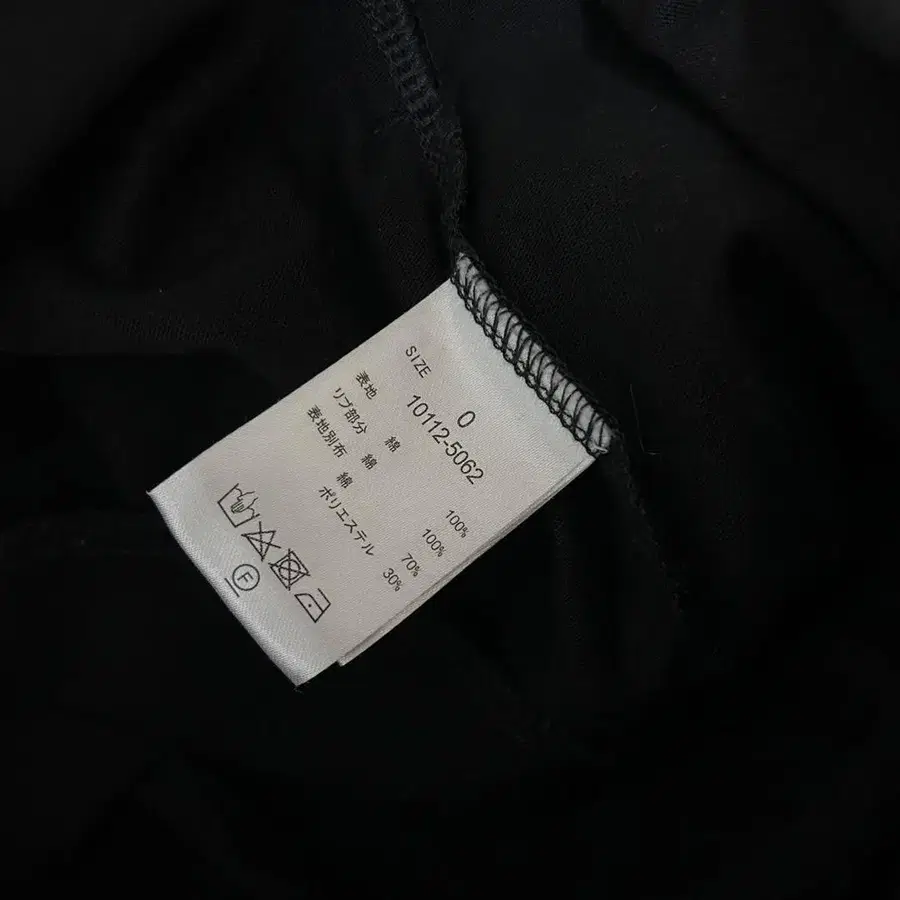 SIZE 0
10112-5062
表地 綿 100%
リブ部分 綿 100%
表地別布 綿 70%
ポリエステル 30%
F